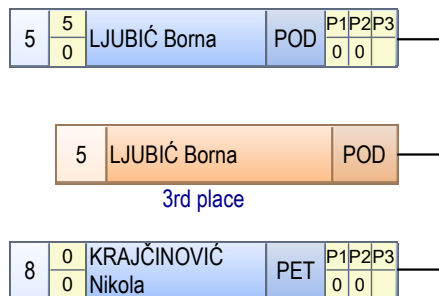 5 5 0 LJUBIĆ Borna POD P1 P2 P3 0 0
5 LJUBIĆ Borna POD
3rd place
8 0 0 KRAJČINOVIĆ Nikola PET P1 P2 P3 0 0